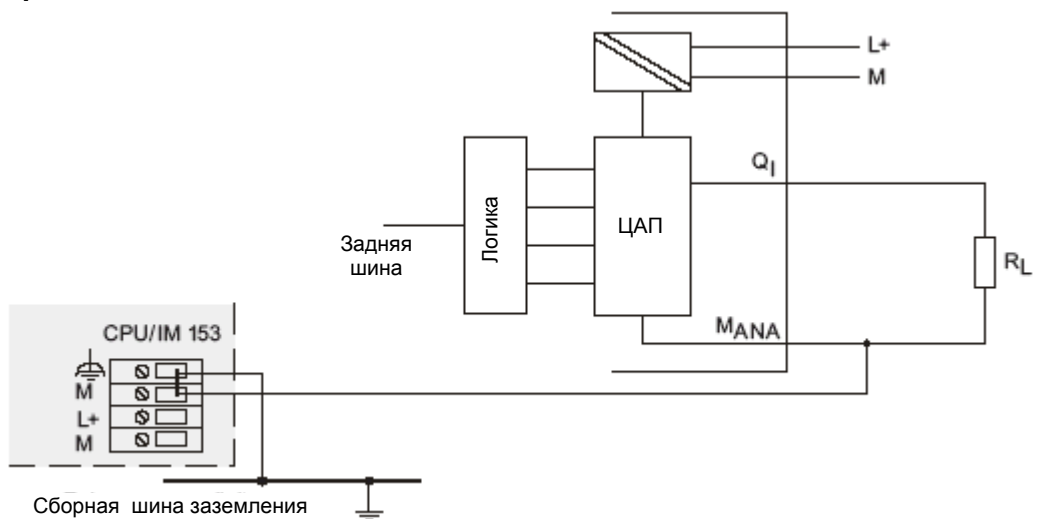 L+
M
Q_I
Логика
ЦАП
Задняя
шина
R_L
M_ANA
CPU/IM 153
M
L+
M
Сборная шина заземления